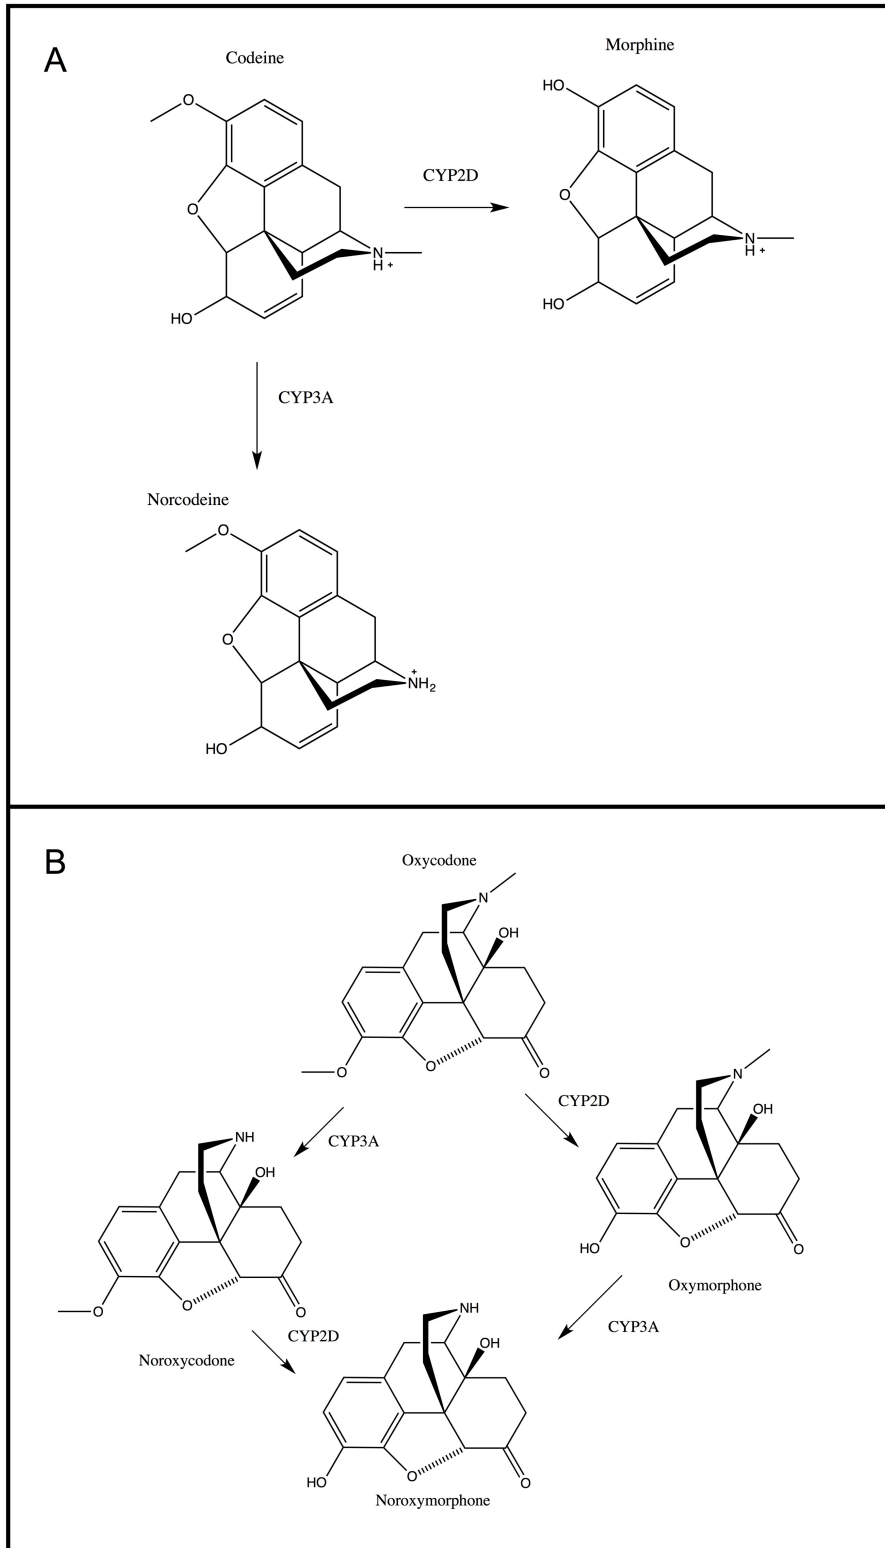 A
Codeine
Morphine
O
HO
CYP2D
O
O
N
H +
N
H +
HO
HO
CYP3A
Norcodeine
O
O
+
NH2
HO
B
Oxycodone
N
OH
O
O
O
CYP2D
CYP3A
N
OH
NH
OH
HO
O
O
O
O
O
Oxymorphone
Noroxycodone
CYP2D
CYP3A
NH
OH
HO
O
O
Noroxymorphone